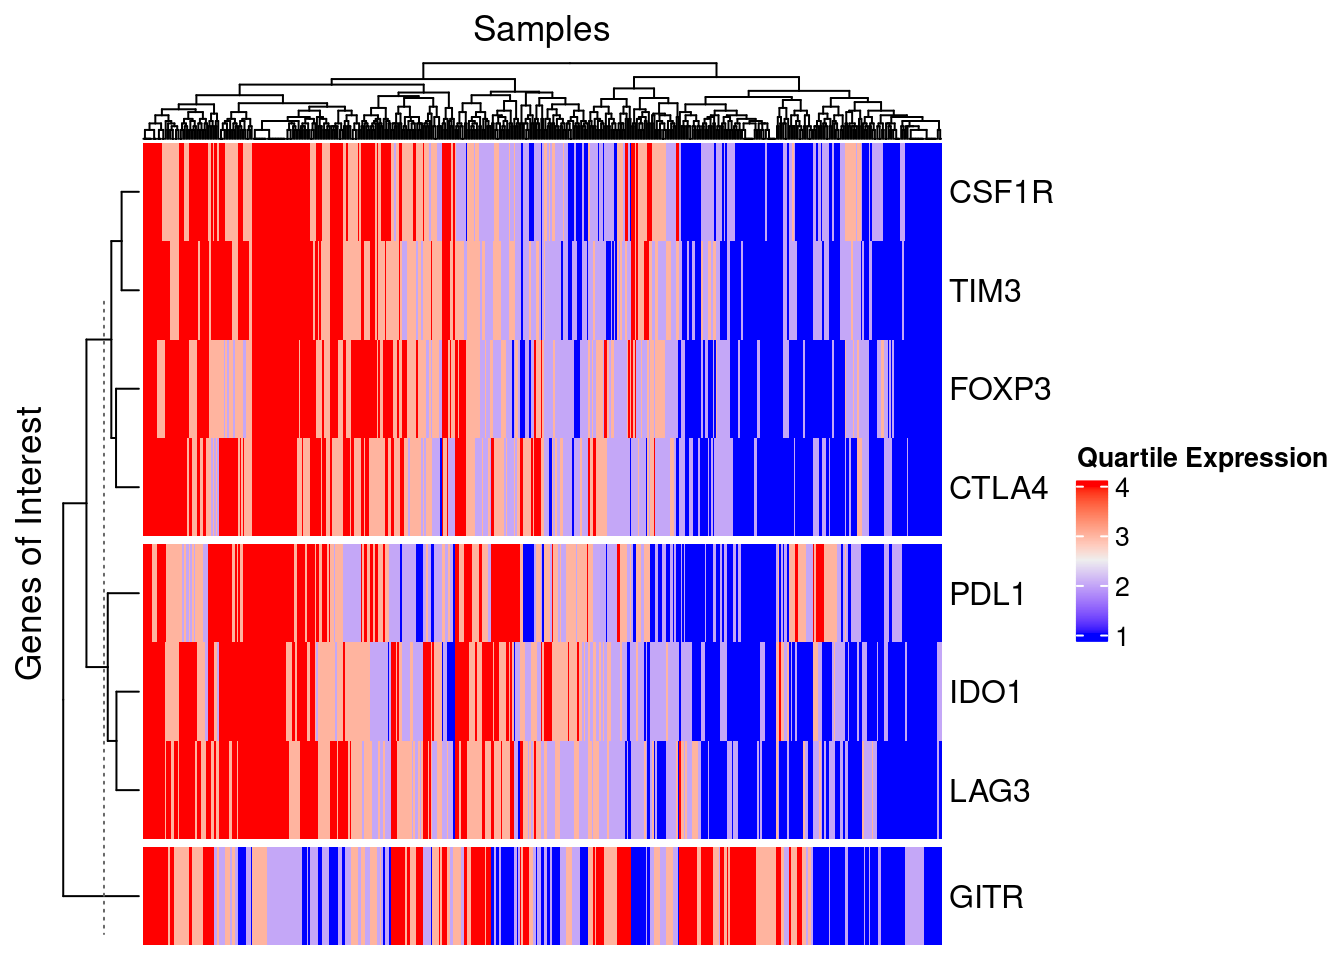 Samples
Genes of Interest
CSF1R
TIM3
FOXP3
CTLA4
PDL1
IDO1
LAG3
GITR
Quartile Expression
4
3
2
1